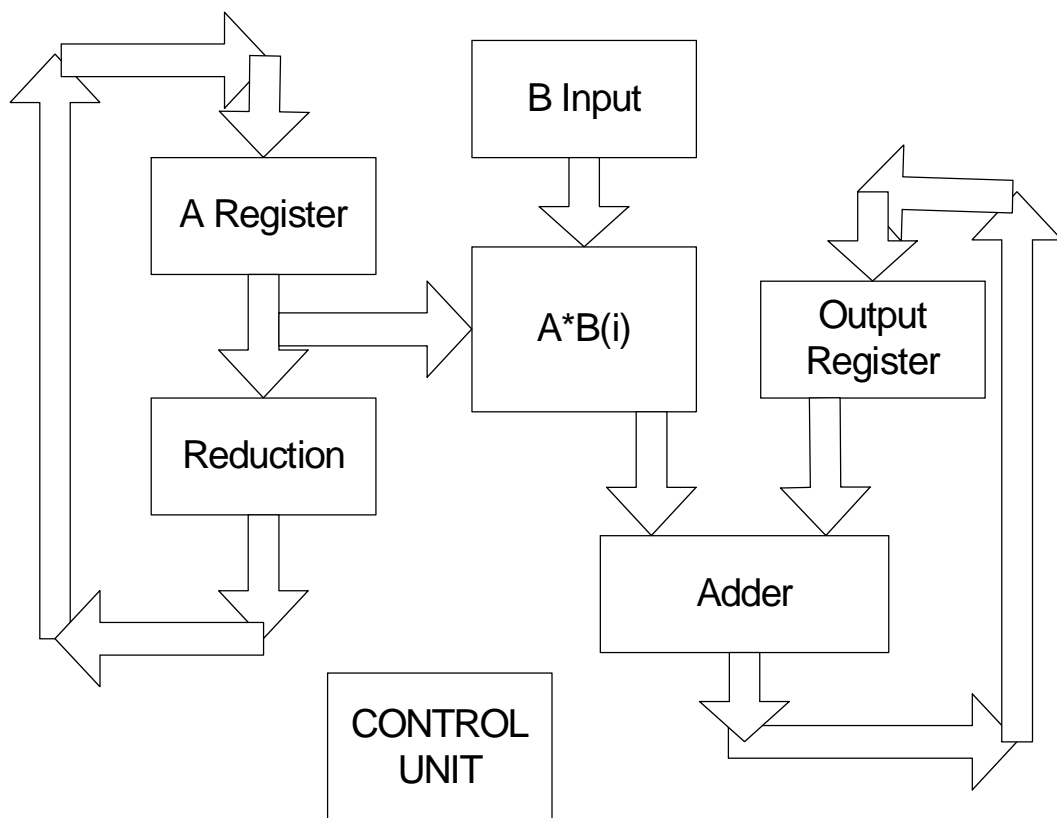 B Input
A Register
A*B(i)
Output
Register
Reduction
Adder
CONTROL
UNIT